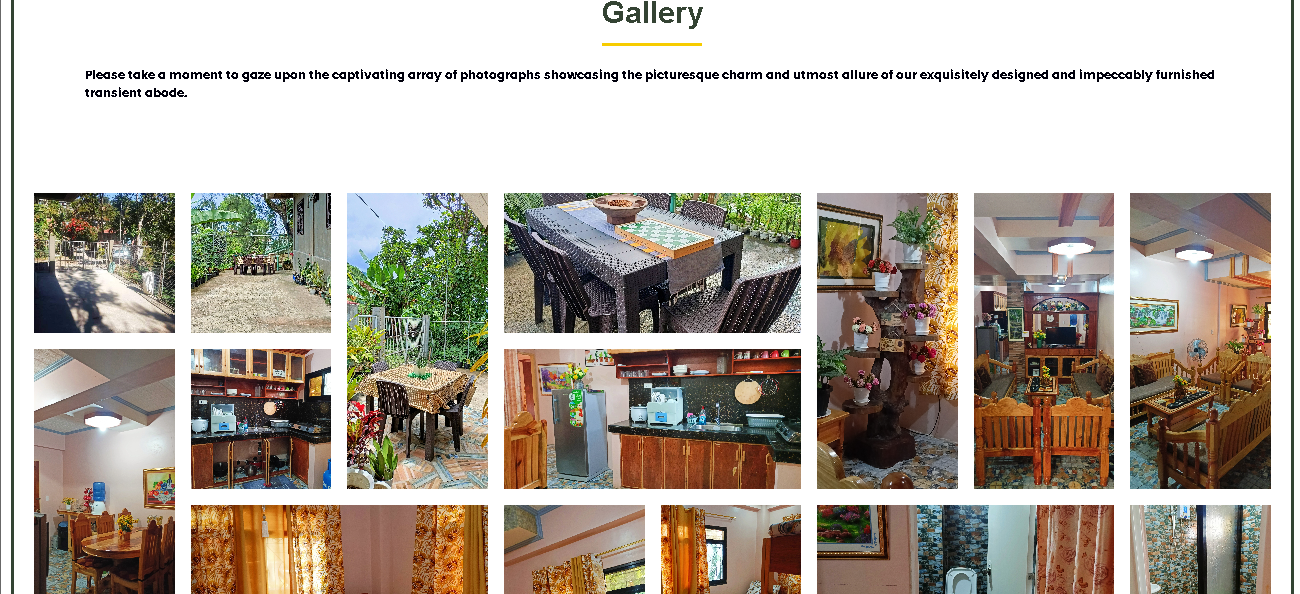 Gallery
Please take a moment to gaze upon the captivating array of photographs showcasing the picturesque charm and utmost allure of our exquisitely designed and impeccably furnished
transient abode.